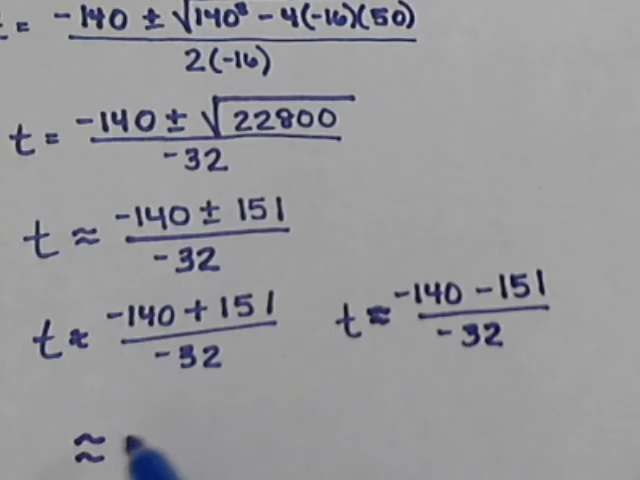 t = -140 ± √140² - 4(-16)(50) / 2(-16)
t = -140 ± √22800 / -32
t ≈ -140 ± 151 / -32
t ≈ -140 + 151 / -32 t ≈ -140 - 151 / -32
≈